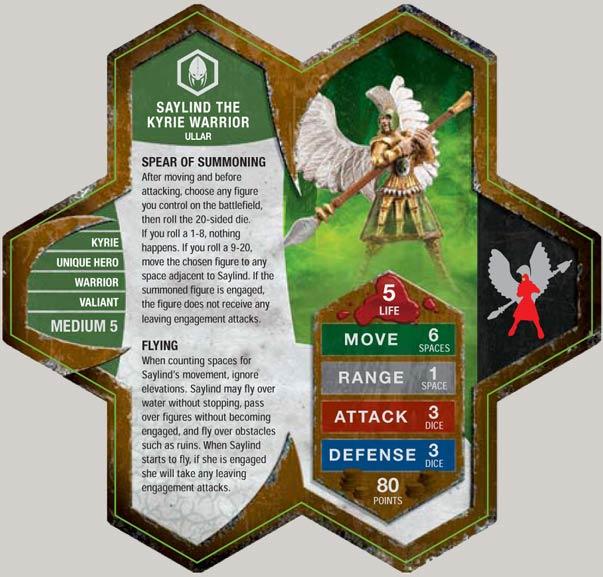 SAYLIND THE
KYRIE WARRIOR
ULLAR
KYRIE
UNIQUE HERO
WARRIOR
VALIANT
MEDIUM 5
SPEAR OF SUMMONING
After moving and before
attacking, choose any figure
you control on the battlefield,
then roll the 20-sided die.
If you roll a 1-8, nothing
happens. If you roll a 9-20,
move the chosen figure to any
space adjacent to Saylind. If the
summoned figure is engaged,
the figure does not receive any
leaving engagement attacks.
FLYING
When counting spaces for
Saylind's movement, ignore
elevations. Saylind may fly over
water without stopping, pass
over figures without becoming
engaged, and fly over obstacles
such as ruins. When Saylind
starts to fly, if she is engaged
she will take any leaving
engagement attacks.
5
LIFE
MOVE 6
SPACES
RANGE 1
SPACE
ATTACK 3
DICE
DEFENSE 3
DICE
80
POINTS